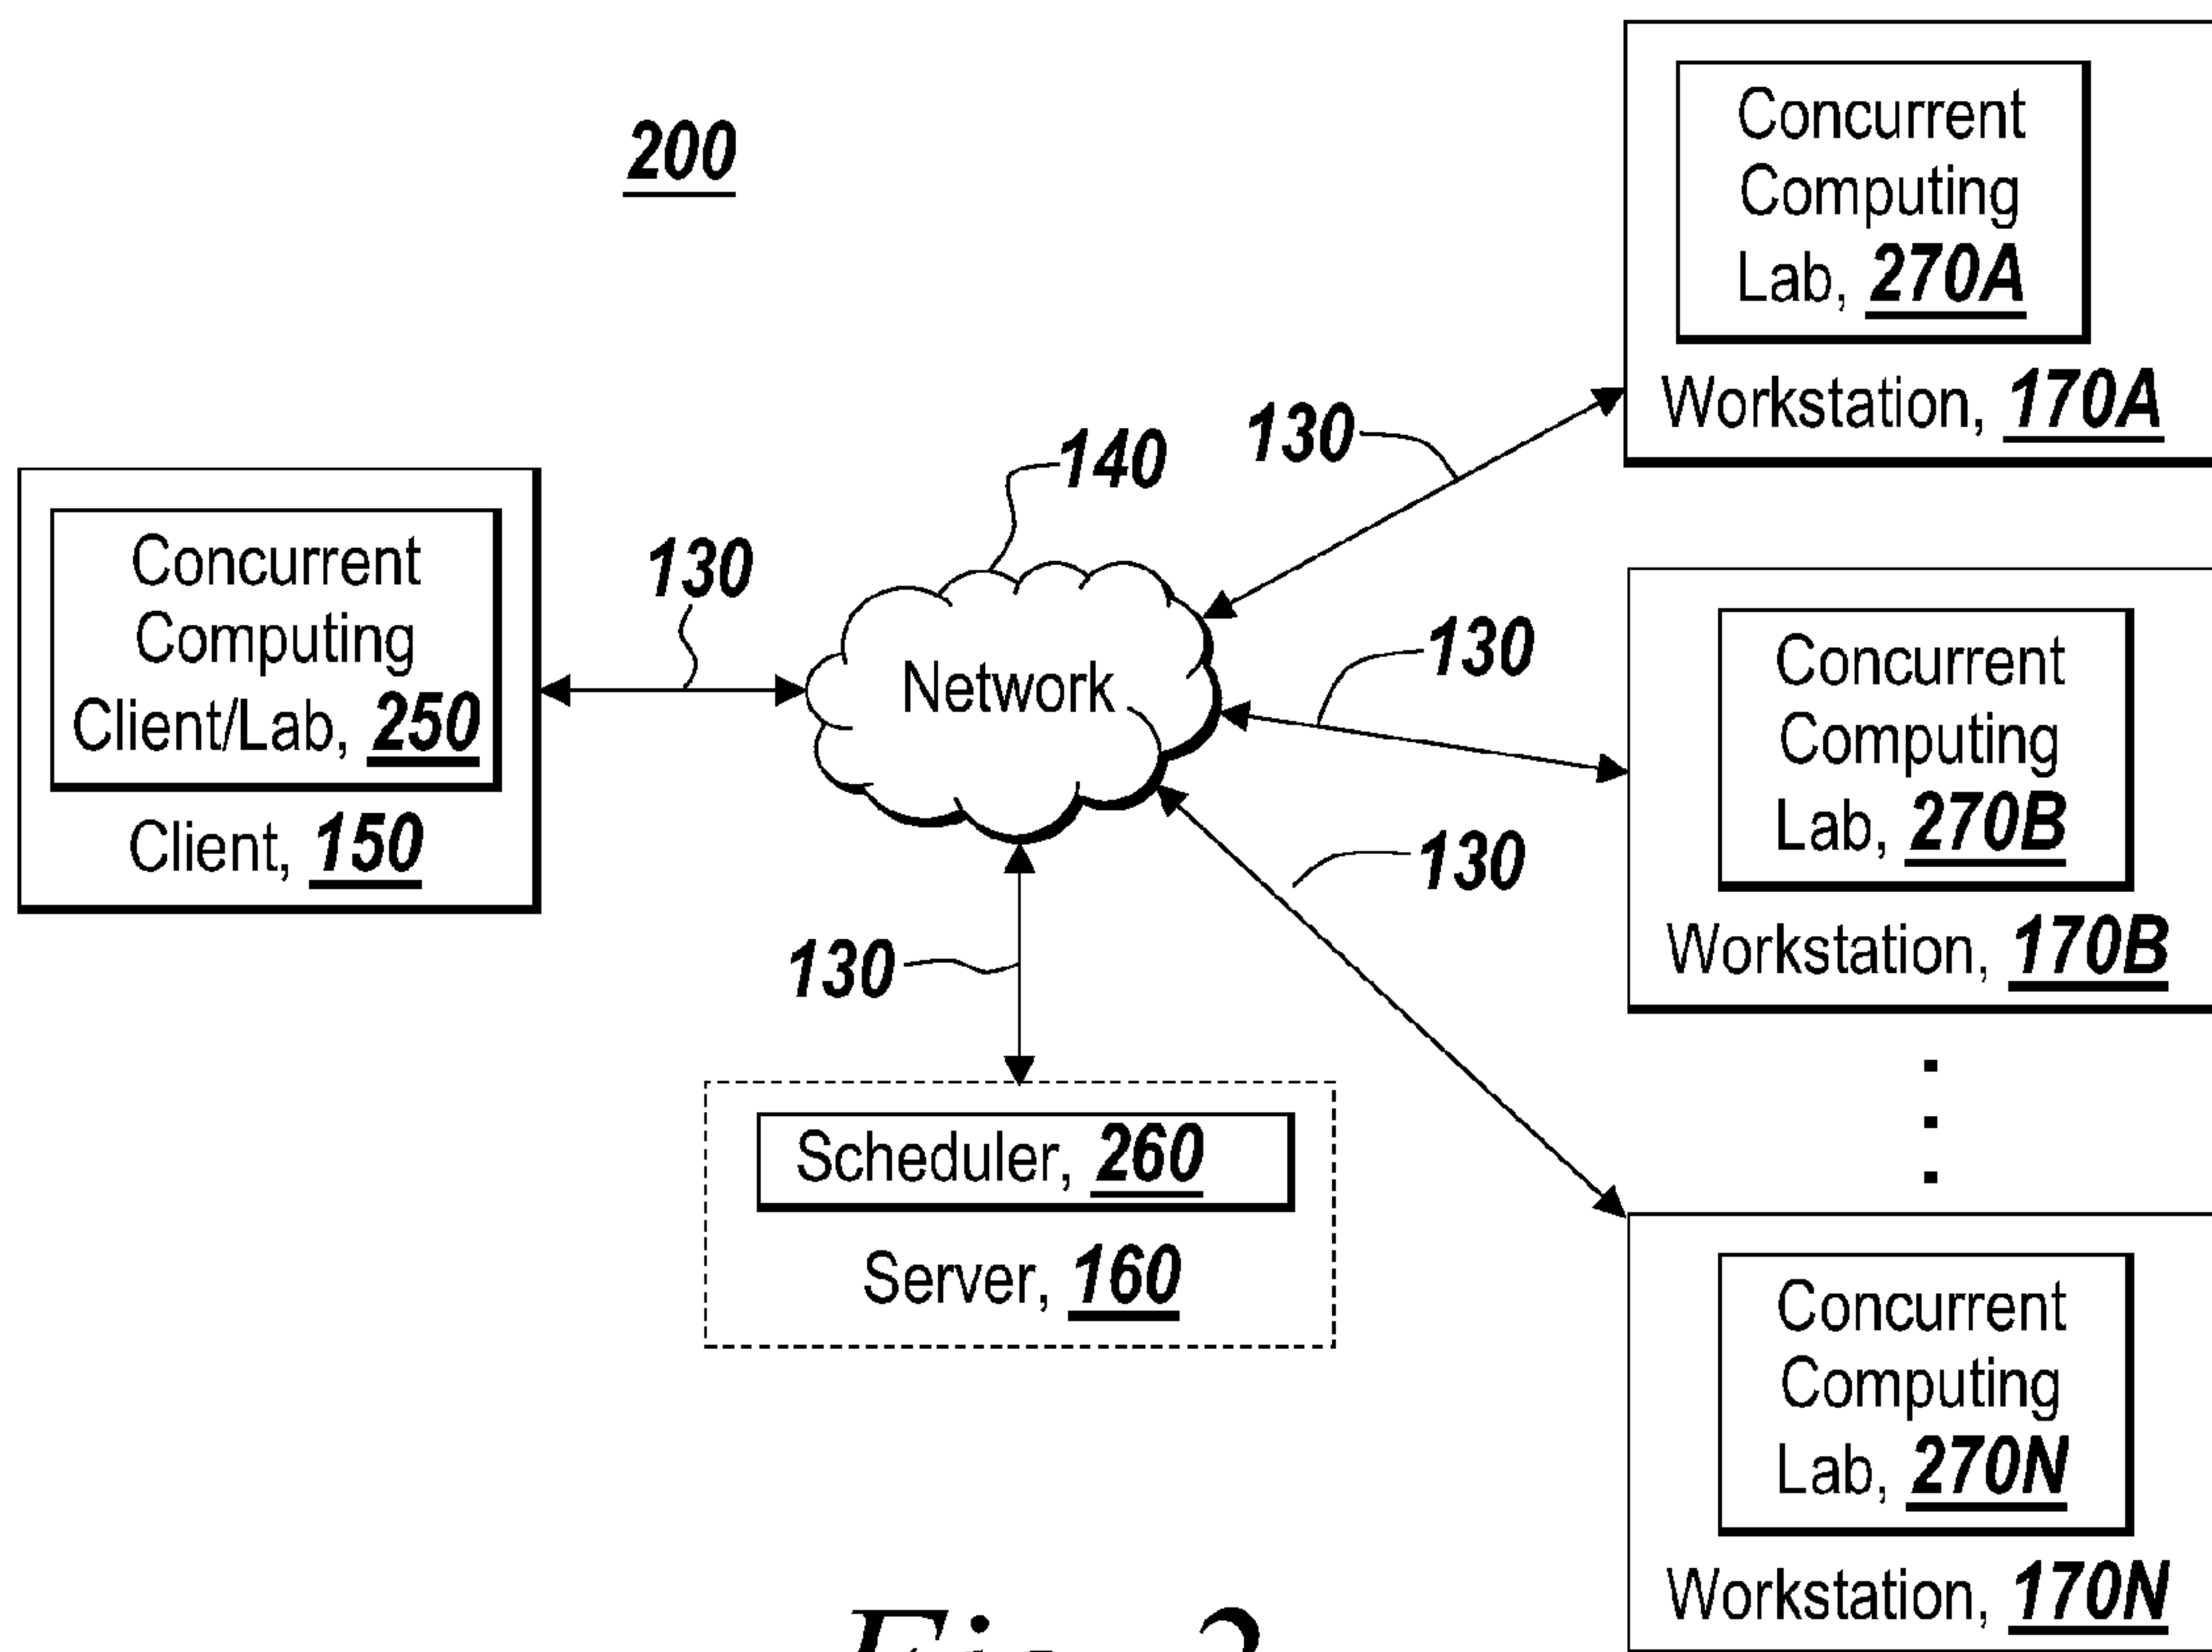 200
Concurrent
Computing
Lab, 270A
Workstation, 170A
130
140
Concurrent
Computing
Client/Lab, 250
Client, 150
130
Network
130
Concurrent
Computing
Lab, 270B
Workstation, 170B
130
130
Scheduler, 260
Server, 160
Concurrent
Computing
Lab, 270N
Workstation, 170N